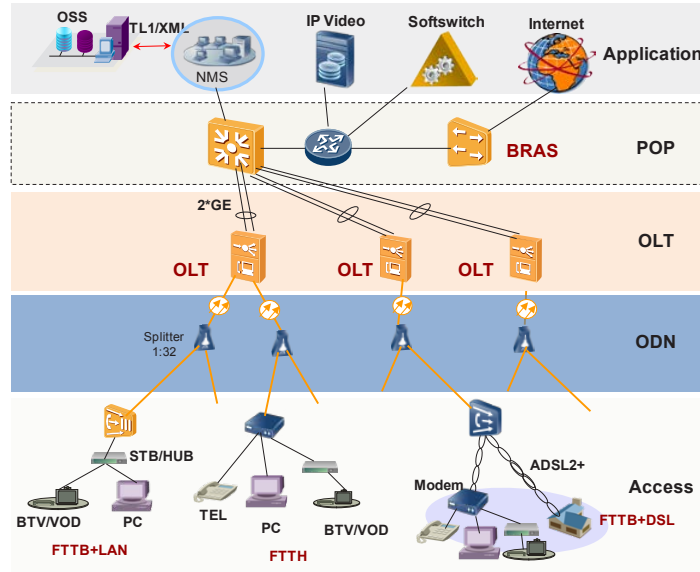 OSS
TL1/XML
NMS
IP Video
Softswitch
Internet
Application
BRAS
POP
2*GE
OLT
OLT
OLT
OLT
Splitter
1:32
ODN
STB/HUB
BTV/VOD
PC
FTTB+LAN
TEL
PC
BTV/VOD
FTTH
Modem
ADSL2+
FTTB+DSL
Access